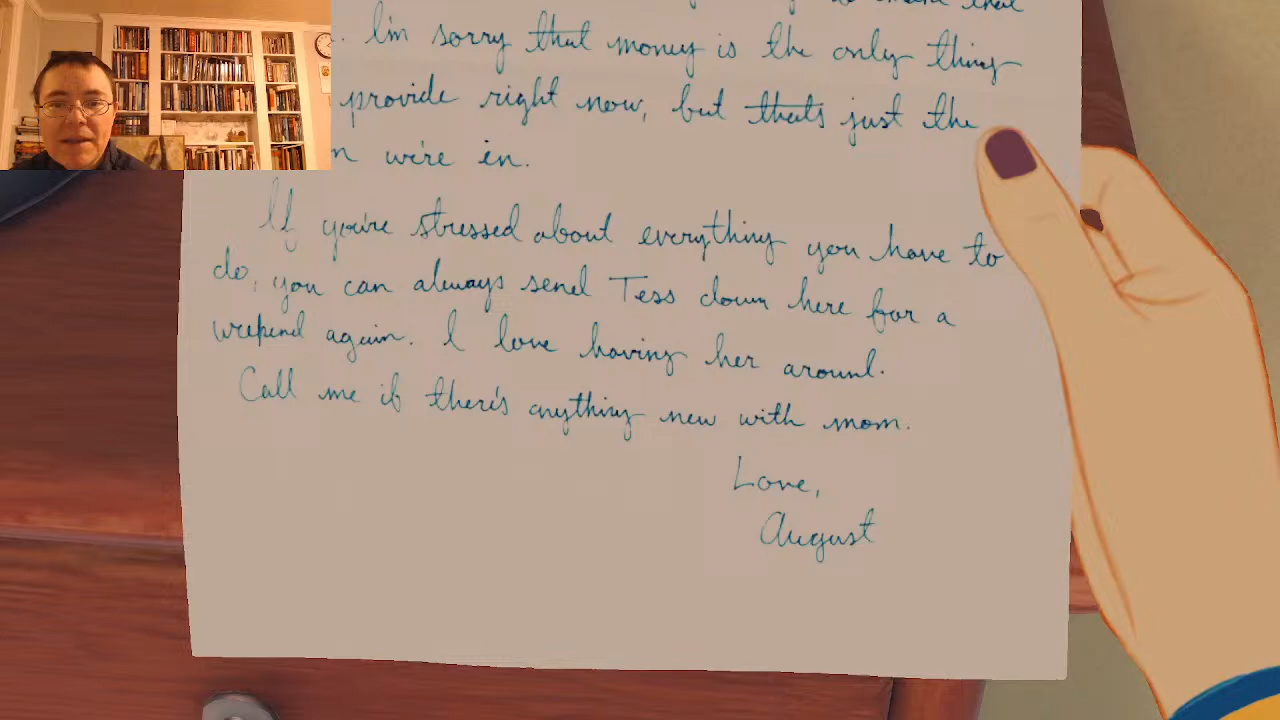 that
. I'm sorry that money is the only thing
provide right now, but thats just the
n we're in.
If you're stressed about everything you have to
do, you can always send Tess down here for a
weekend again. I love having her around.
Call me if there's anything new with mom.
Love,
August